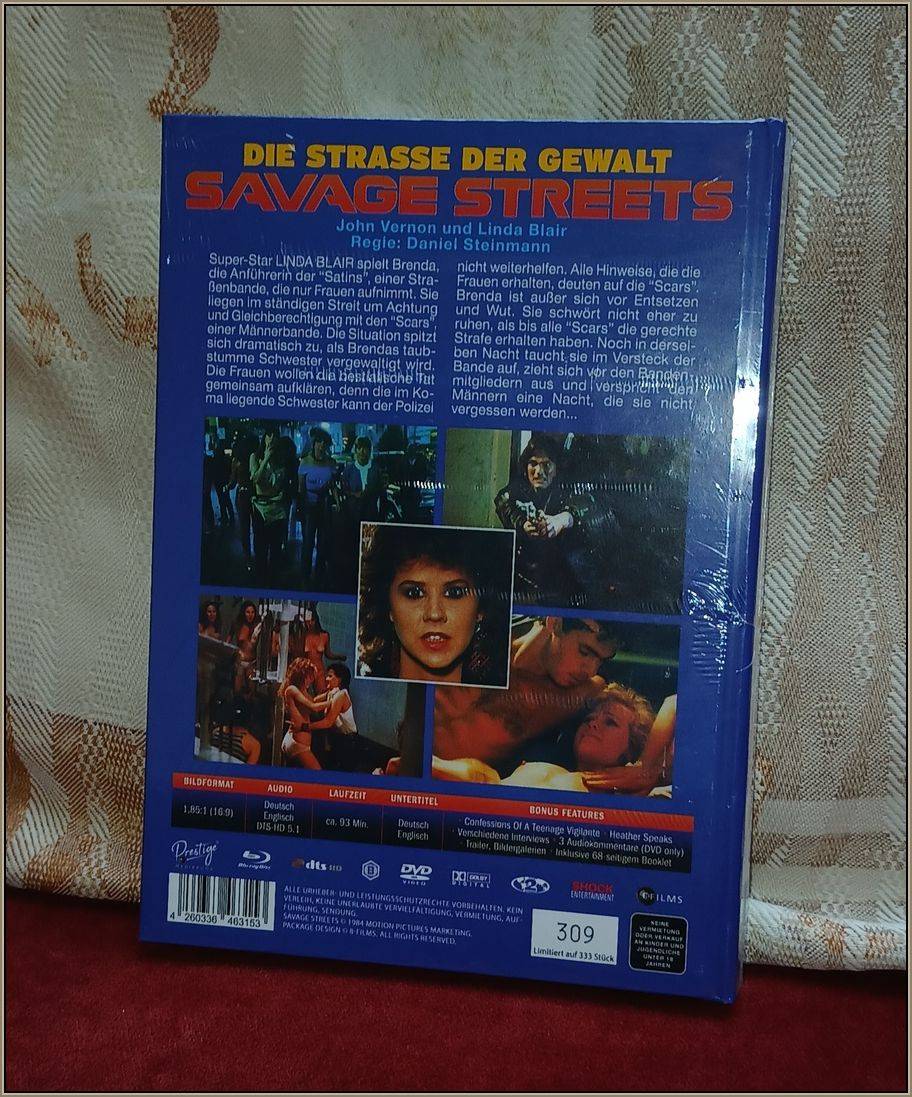 DIE STRASSE DER GEWALT
SAVAGE STREETS
John Vernon und Linda Blair
Regie: Daniel Steinmann
Super-Star LINDA BLAIR spielt Brenda,
die Anführerin der "Satins", einer Stra-
ßenbande, die nur Frauen aufnimmt. Sie
liegen im ständigen Streit um Achtung
und Gleichberechtigung mit den "Scars",
einer Männerbande. Die Situation spitzt
sich dramatisch zu, als Brendas taub-
stumme Schwester vergewaltigt wird.
Die Frauen wollen die bestialische Tat
gemeinsam aufklären, denn die im Ko-
ma liegende Schwester kann der Polizei
nicht weiterhelfen. Alle Hinweise, die die
Frauen erhalten, deuten auf die "Scars".
Brenda ist außer sich vor Entsetzen
und Wut. Sie schwört nicht eher zu
ruhen, als bis alle "Scars" die gerechte
Strafe erhalten haben. Noch in dersel-
ben Nacht taucht sie im Versteck der
Bande auf, zieht sich vor den Banden-
mitgliedern aus und verspricht den
Männern eine Nacht, die sie nicht
vergessen werden...
BILDFORMAT
1,85:1 (16:9)
AUDIO
Deutsch
Englisch
DTS-HD 5.1
LAUFZEIT
ca. 93 Min.
UNTERTITEL
Deutsch
Englisch
BONUS FEATURES
Confessions Of A Teenage Vigilante · Heather Speaks
· Verschiedene Interviews · 3 Audiokommentare (DVD only)
· Trailer, Bildergalerien · Inklusive 68-seitigem Booklet
Prestige
Blu-ray Disc
dts HD
DVD
VIDEO
DOLBY
DIGITAL
2
SHOCK
ENTERTAINMENT
FILMS
4 260336 463153
ALLE URHEBER- UND LEISTUNGSSCHUTZRECHTE VORBEHALTEN, KEIN
VERLEIH, KEINE UNERLAUBTE VERVIELFÄLTIGUNG, VERMIETUNG, AUF-
FÜHRUNG, SENDUNG.
SAVAGE STREETS © 1984 MOTION PICTURES MARKETING.
PACKAGE DESIGN © 8-FILMS. ALL RIGHTS RESERVED.
309
Limitiert auf 333 Stück
KEINE
VERMIETUNG
ODER VERKAUF
AN KINDER UND
JUGENDLICHE
UNTER 18
JAHREN